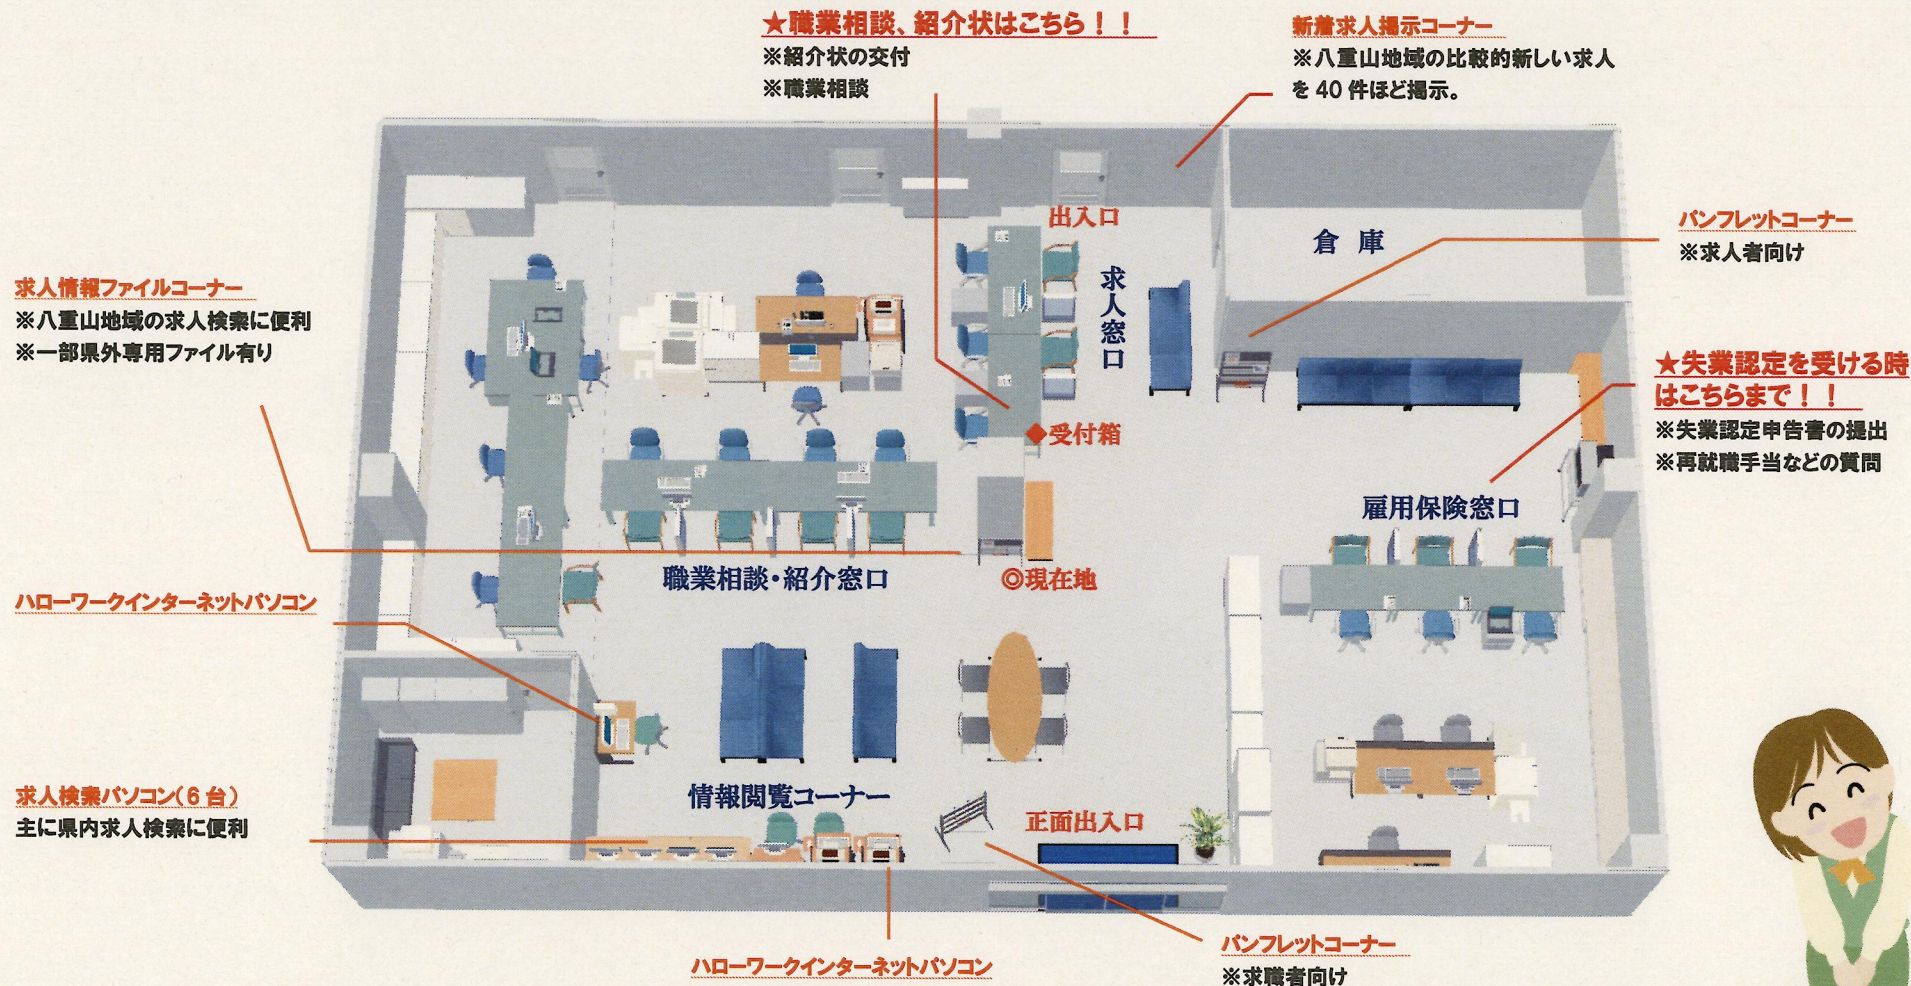 ★職業相談、紹介状はこちら！！
※紹介状の交付
※職業相談
新着求人掲示コーナー
※八重山地域の比較的新しい求人
を40件ほど掲示。
出入口
倉 庫
パンフレットコーナー
※求人者向け
求人窓口
求人情報ファイルコーナー
※八重山地域の求人検索に便利
※一部県外専用ファイル有り
★失業認定を受ける時
はこちらまで！！
※失業認定申告書の提出
※再就職手当などの質問
◆受付箱
雇用保険窓口
職業相談・紹介窓口
◎現在地
ハローワークインターネットパソコン
求人検索パソコン（6台）
主に県内求人検索に便利
情報閲覧コーナー
正面出入口
ハローワークインターネットパソコン
パンフレットコーナー
※求職者向け